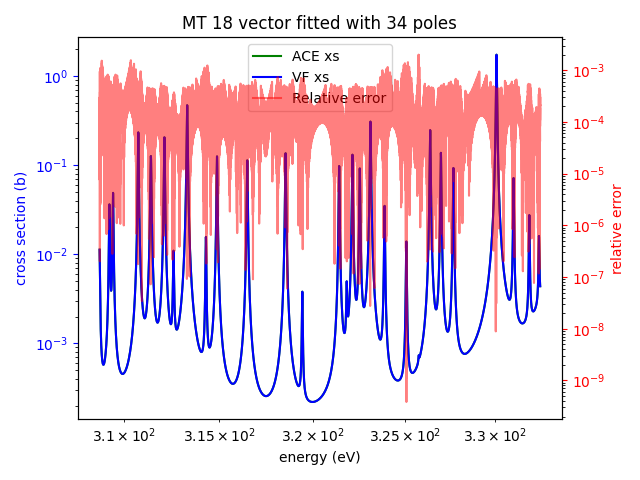 MT 18 vector fitted with 34 poles
ACE xs
VF xs
Relative error
cross section (b)
10⁰
10⁻¹
10⁻²
10⁻³
relative error
10⁻³
10⁻⁴
10⁻⁵
10⁻⁶
10⁻⁷
10⁻⁸
10⁻⁹
3.1 × 10² 3.15 × 10² 3.2 × 10² 3.25 × 10² 3.3 × 10²
energy (eV)